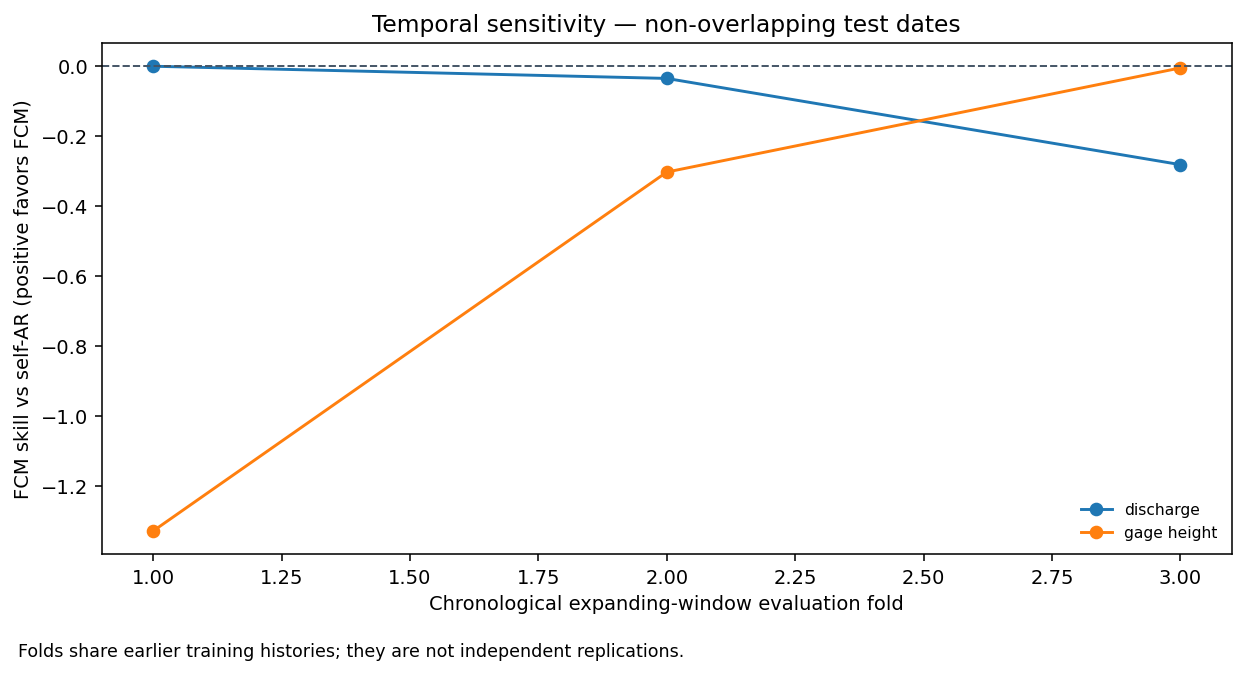 Temporal sensitivity — non-overlapping test dates
FCM skill vs self-AR (positive favors FCM)
0.0
−0.2
−0.4
−0.6
−0.8
−1.0
−1.2
discharge
gage height
1.00 1.25 1.50 1.75 2.00 2.25 2.50 2.75 3.00
Chronological expanding-window evaluation fold
Folds share earlier training histories; they are not independent replications.